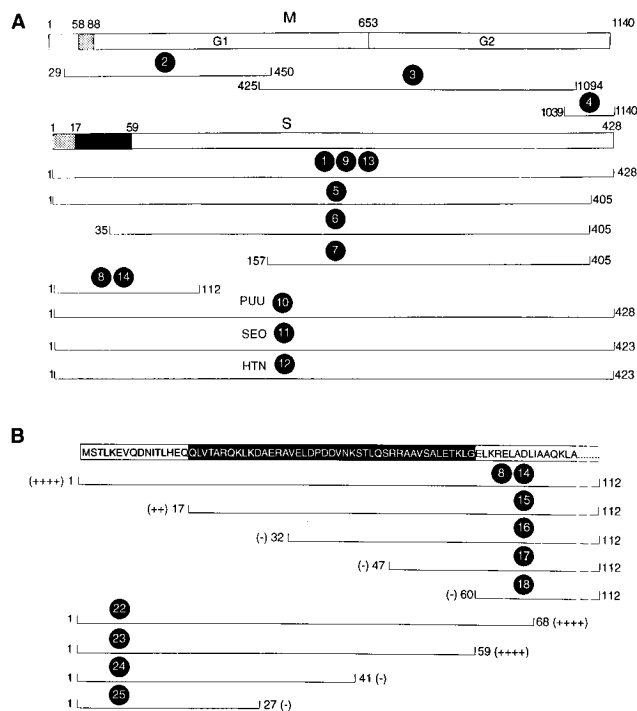 A
1 58 88 M 653 1140
G1 G2
2
29 450 3
425 1094
4
1039 1140
1 17 59 S 428
1 9 13
1 428
5
1 405
6
35 405
7
157 405
8 14
1 112
PUU 10
1 428
SEO 11
1 423
HTN 12
1 423
B
MSTLKEVQDNITLHEQQLVTARQKLKDAERAVELDPDDVNKSTLQSRRAAVSALETKLGELKRELADLIAAQKLA........
8 14
(++++) 1 112
15
(++) 17 112
16
(-) 32 112
17
(-) 47 112
18
(-) 60 112
22
1 68 (++++)
23
1 59 (++++)
24
1 41 (-)
25
1 27 (-)